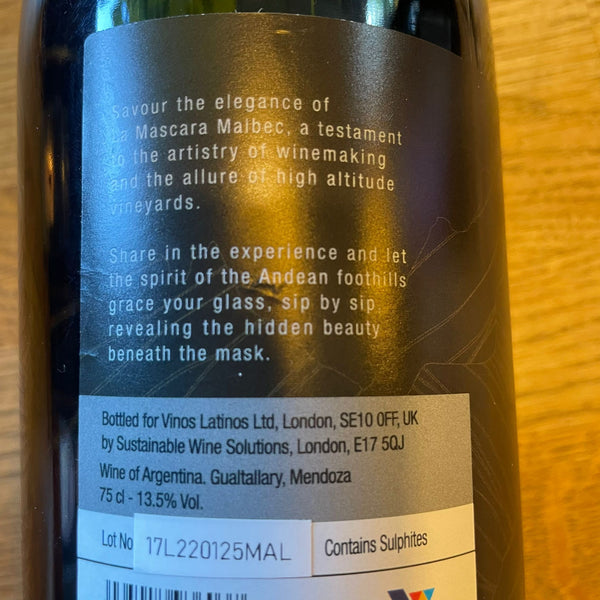 Savour the elegance of
La Mascara Malbec, a testament
to the artistry of winemaking
and the allure of high altitude
vineyards.
Share in the experience and let
the spirit of the Andean foothills
grace your glass, sip by sip
revealing the hidden beauty
beneath the mask.
Bottled for Vinos Latinos Ltd, London, SE10 0FF, UK
by Sustainable Wine Solutions, London, E17 5QJ
Wine of Argentina. Gualtallary, Mendoza
75 cl - 13.5% Vol.
Lot No 17L220125MAL Contains Sulphites